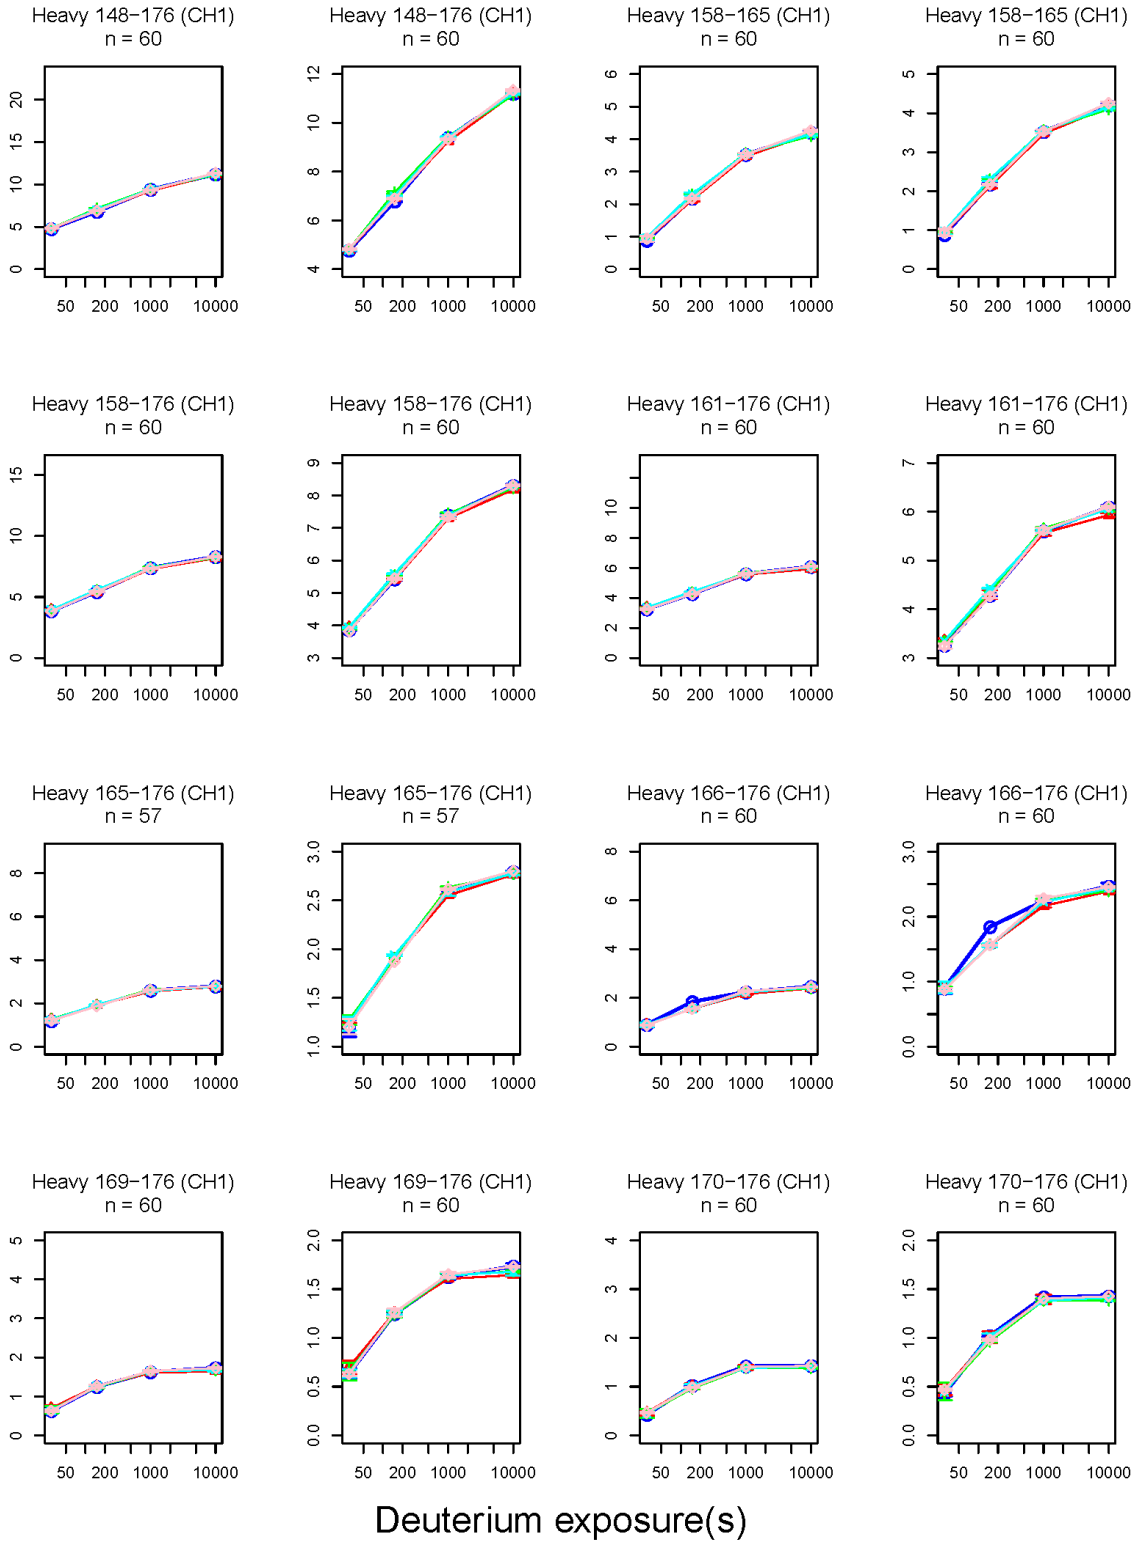 Heavy 148−176 (CH1) Heavy 148−176 (CH1) Heavy 158−165 (CH1) Heavy 158−165 (CH1)
n = 60 n = 60 n = 60 n = 60
0 5 10 15 20
4 6 8 10 12
0 1 2 3 4 5 6
0 1 2 3 4 5
50 200 1000 10000 50 200 1000 10000 50 200 1000 10000 50 200 1000 10000
Heavy 158−176 (CH1) Heavy 158−176 (CH1) Heavy 161−176 (CH1) Heavy 161−176 (CH1)
n = 60 n = 60 n = 60 n = 60
0 5 10 15
3 4 5 6 7 8 9
0 2 4 6 8 10
3 4 5 6 7
50 200 1000 10000 50 200 1000 10000 50 200 1000 10000 50 200 1000 10000
Heavy 165−176 (CH1) Heavy 165−176 (CH1) Heavy 166−176 (CH1) Heavy 166−176 (CH1)
n = 57 n = 57 n = 60 n = 60
0 2 4 6 8
1.0 1.5 2.0 2.5 3.0
0 2 4 6 8
0.0 1.0 2.0 3.0
50 200 1000 10000 50 200 1000 10000 50 200 1000 10000 50 200 1000 10000
Heavy 169−176 (CH1) Heavy 169−176 (CH1) Heavy 170−176 (CH1) Heavy 170−176 (CH1)
n = 60 n = 60 n = 60 n = 60
0 1 2 3 4 5
0.0 0.5 1.0 1.5 2.0
0 1 2 3 4
0.0 0.5 1.0 1.5 2.0
50 200 1000 10000 50 200 1000 10000 50 200 1000 10000 50 200 1000 10000
Deuterium exposure(s)